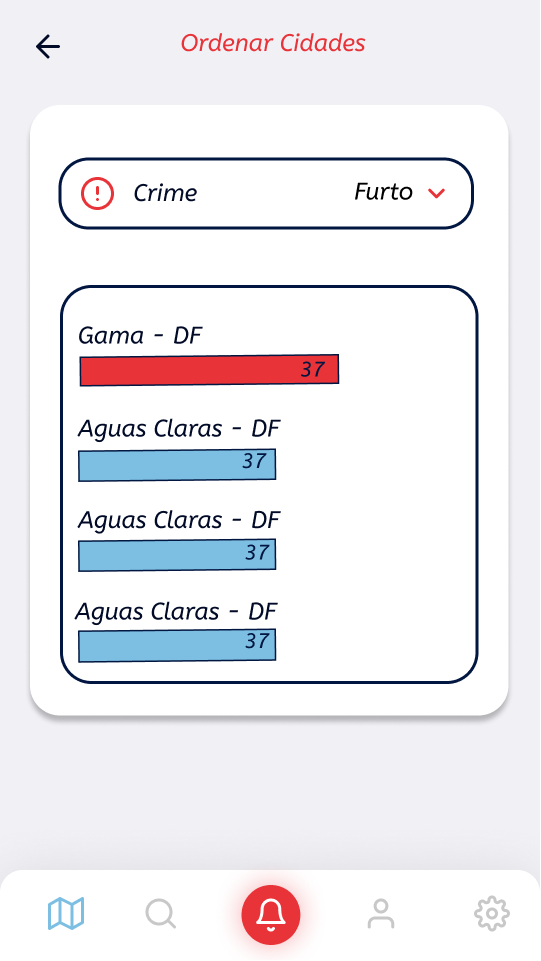 Ordenar Cidades
Crime Furto
Gama - DF
37
Aguas Claras - DF
37
Aguas Claras - DF
37
Aguas Claras - DF
37